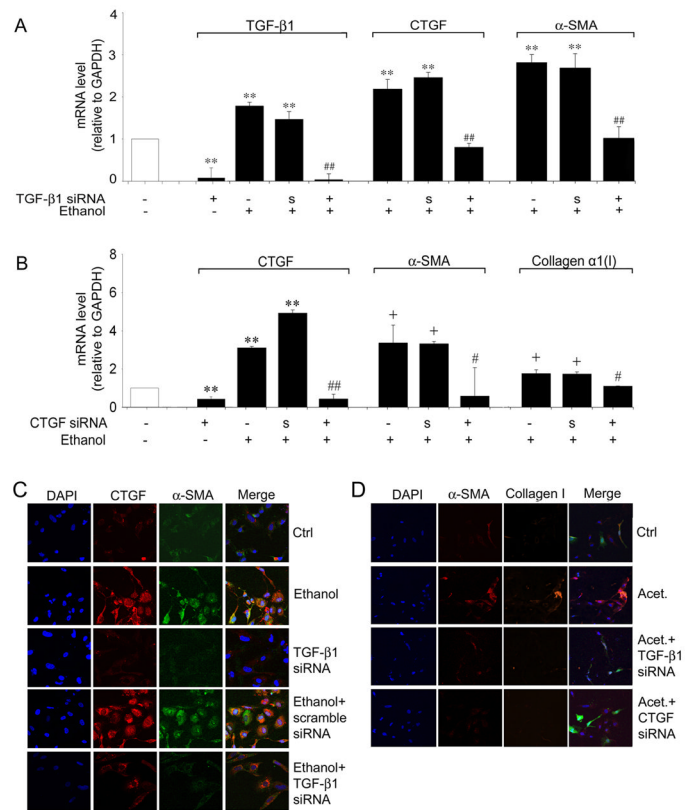 A
TGF-β1 CTGF α-SMA
mRNA level
(relative to GAPDH)
4
3
2
1
0
** ** ** ## ** ** ## ** ** ##
TGF-β1 siRNA - + - s + - s + - s +
Ethanol - - + + + + + + + + +
B
CTGF α-SMA Collagen α1(I)
mRNA level
(relative to GAPDH)
8
6
4
2
0
** ** ** ## + + # + + #
CTGF siRNA - + - s + - s + - s +
Ethanol - - + + + + + + + + +
C
DAPI CTGF α-SMA Merge
Ctrl
Ethanol
TGF-β1
siRNA
Ethanol+
scramble
siRNA
Ethanol+
TGF-β1
siRNA
D
DAPI α-SMA Collagen I Merge
Ctrl
Acet.
Acet.+
TGF-β1
siRNA
Acet.+
CTGF
siRNA